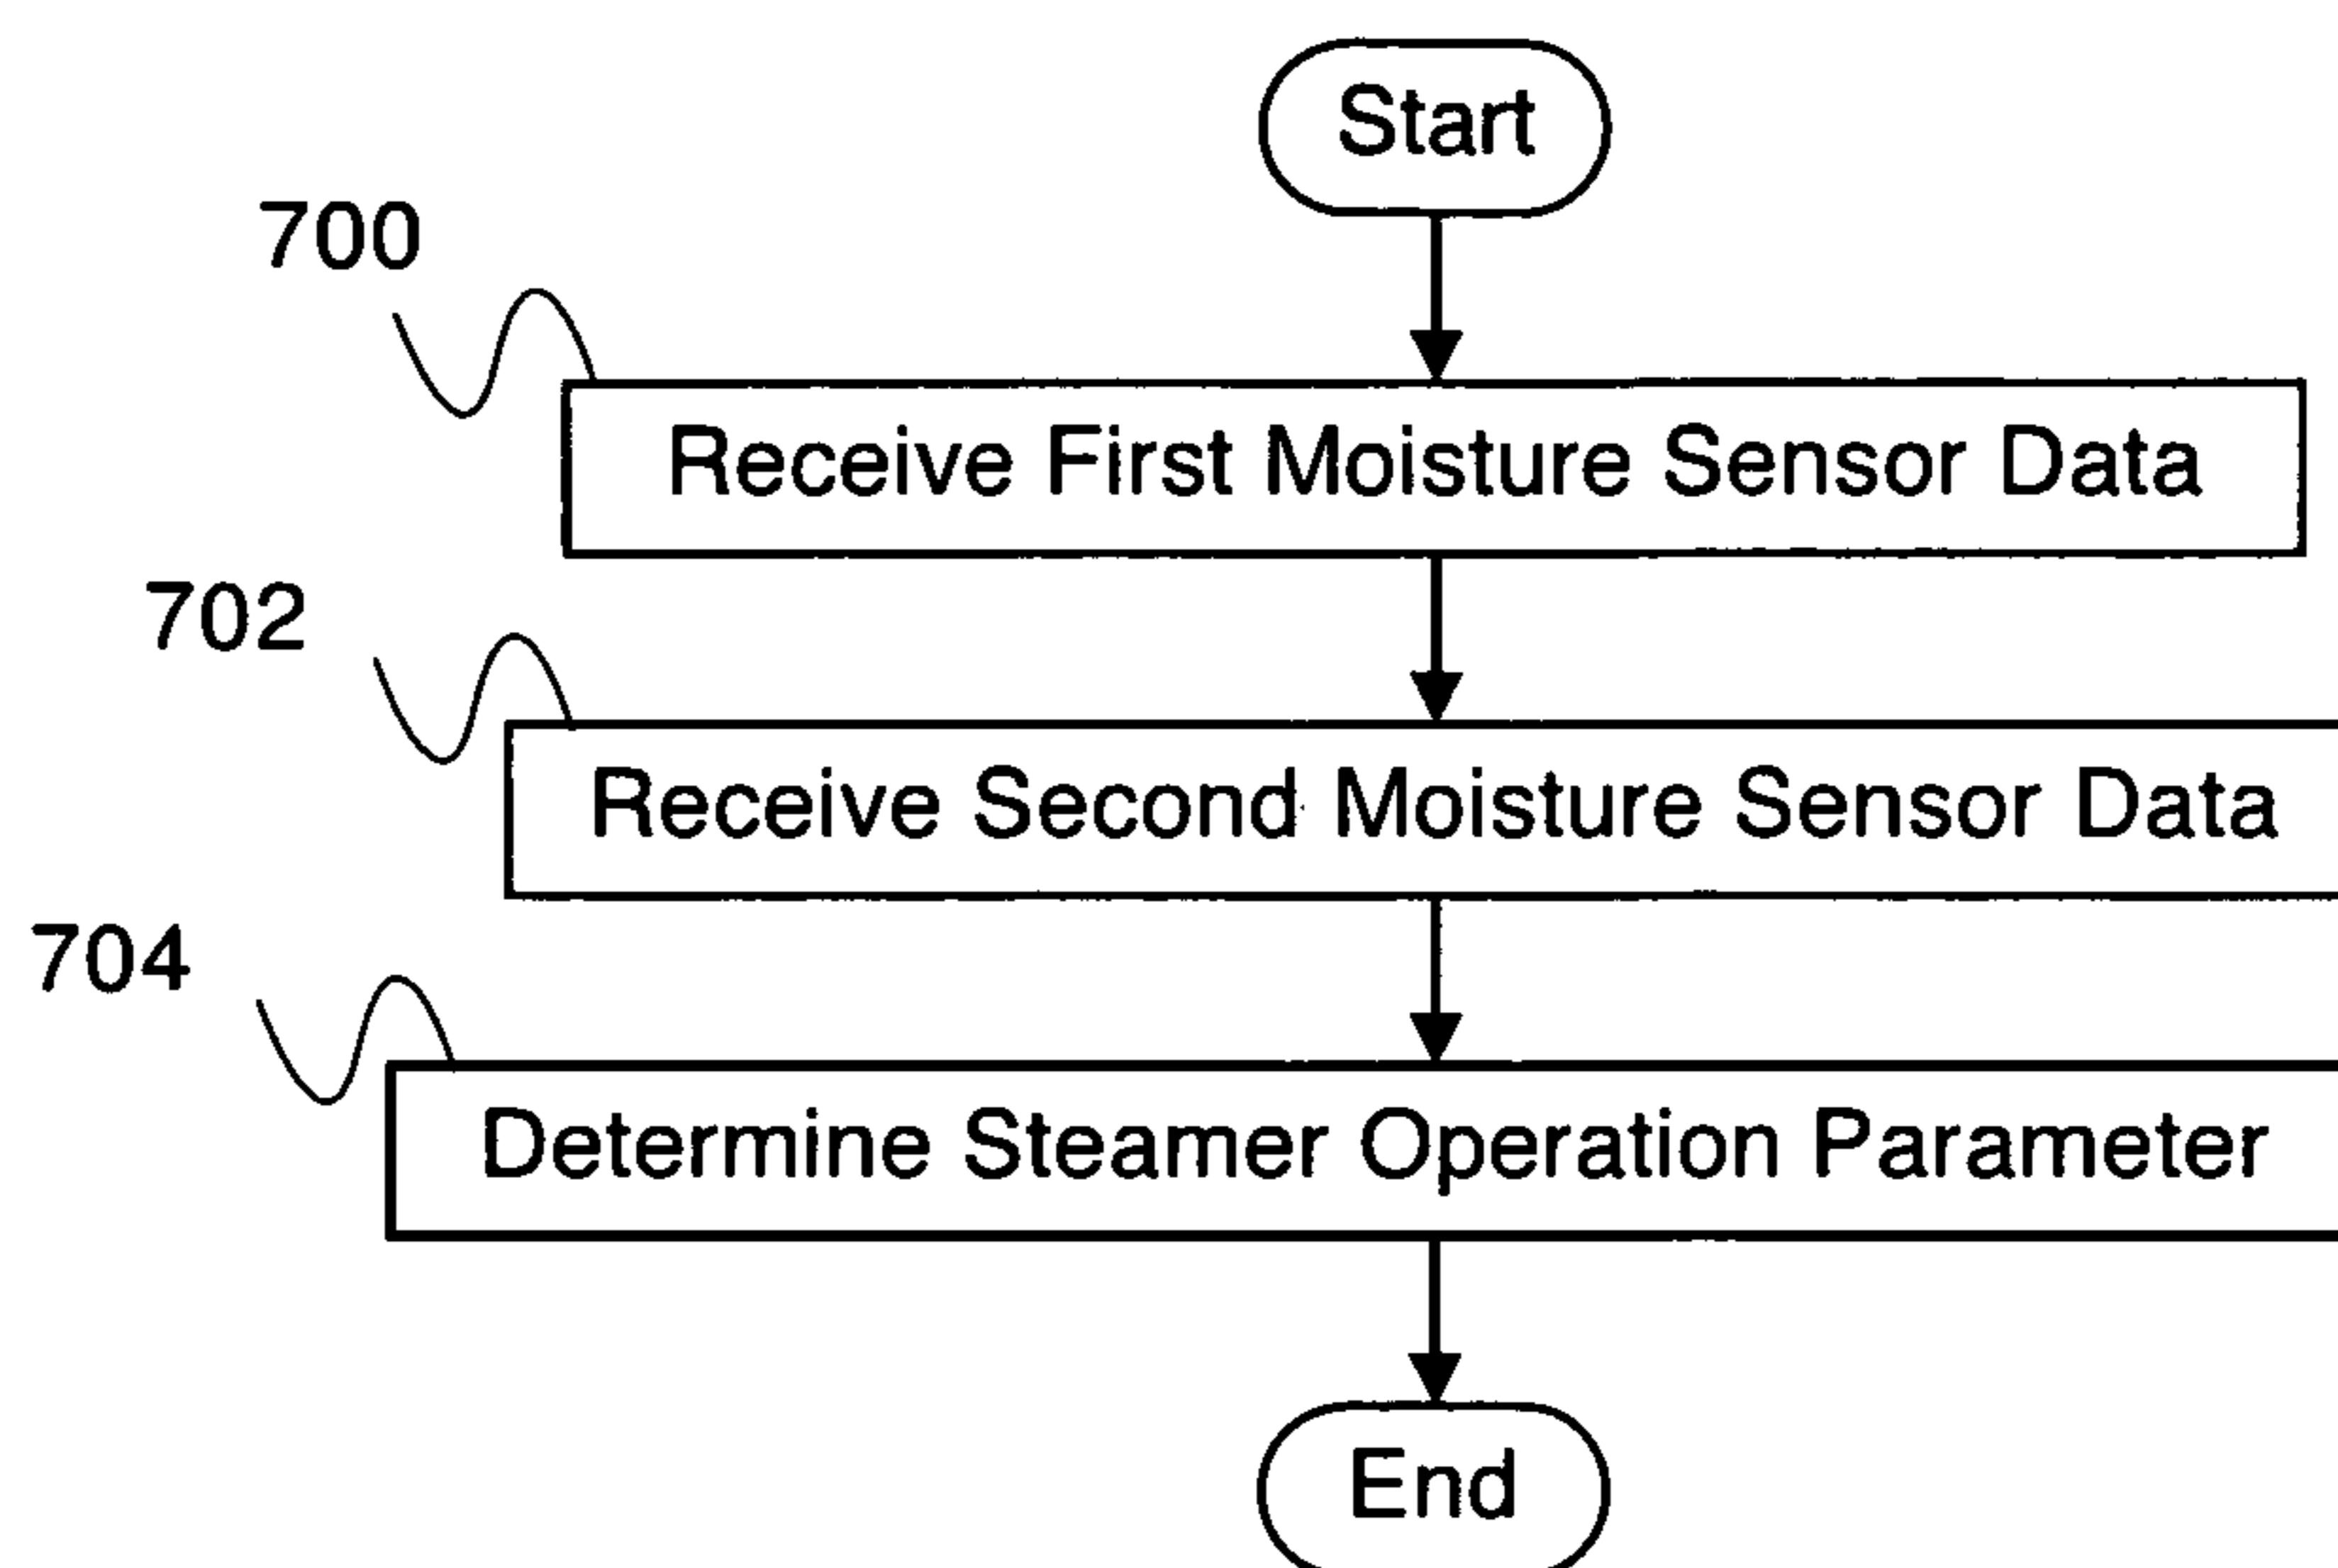 Start
700
Receive First Moisture Sensor Data
702
Receive Second Moisture Sensor Data
704
Determine Steamer Operation Parameter
End